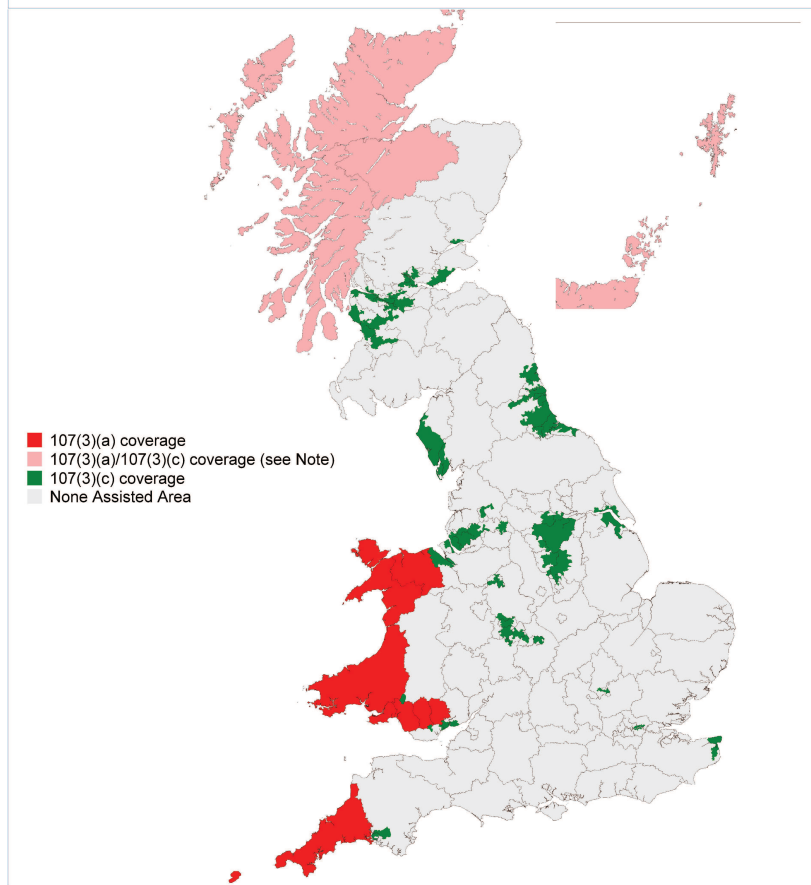 107(3)(a) coverage
107(3)(a)/107(3)(c) coverage (see Note)
107(3)(c) coverage
None Assisted Area